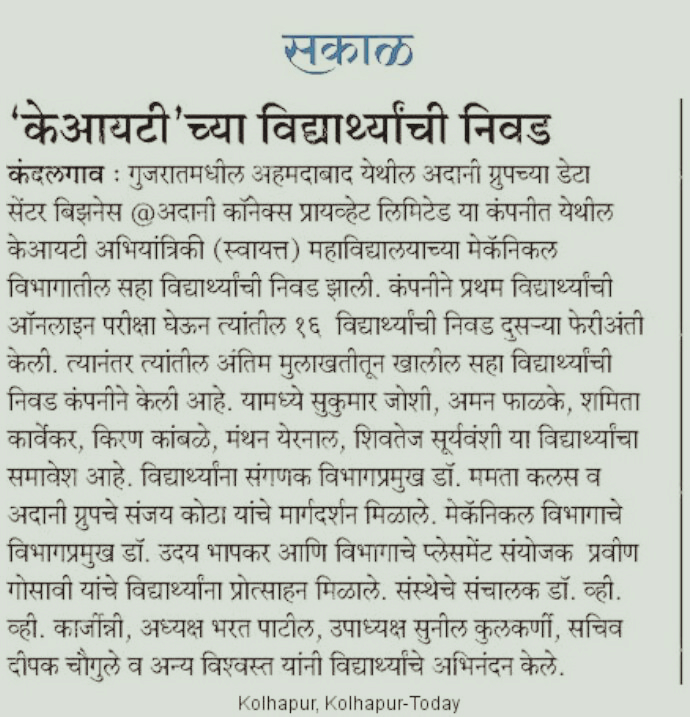 सकाळ
‘केआयटी’च्या विद्यार्थ्यांची निवड
कंदलगाव : गुजरातमधील अहमदाबाद येथील अदानी ग्रुपच्या डेटा
सेंटर बिझनेस @अदानी कॉनेक्स प्रायव्हेट लिमिटेड या कंपनीत येथील
केआयटी अभियांत्रिकी (स्वायत्त) महाविद्यालयाच्या मेकॅनिकल
विभागातील सहा विद्यार्थ्यांची निवड झाली. कंपनीने प्रथम विद्यार्थ्यांची
ऑनलाइन परीक्षा घेऊन त्यांतील १६ विद्यार्थ्यांची निवड दुसऱ्या फेरीअंती
केली. त्यानंतर त्यांतील अंतिम मुलाखतीतून खालील सहा विद्यार्थ्यांची
निवड कंपनीने केली आहे. यामध्ये सुकुमार जोशी, अमन फाळके, शमिता
कार्वेकर, किरण कांबळे, मंथन येरनाल, शिवतेज सूर्यवंशी या विद्यार्थ्यांचा
समावेश आहे. विद्यार्थ्यांना संगणक विभागप्रमुख डॉ. ममता कलस व
अदानी ग्रुपचे संजय कोठा यांचे मार्गदर्शन मिळाले. मेकॅनिकल विभागाचे
विभागप्रमुख डॉ. उदय भापकर आणि विभागाचे प्लेसमेंट संयोजक प्रवीण
गोसावी यांचे विद्यार्थ्यांना प्रोत्साहन मिळाले. संस्थेचे संचालक डॉ. व्ही.
व्ही. कार्जीन्नी, अध्यक्ष भरत पाटील, उपाध्यक्ष सुनील कुलकर्णी, सचिव
दीपक चौगुले व अन्य विश्वस्त यांनी विद्यार्थ्यांचे अभिनंदन केले.
Kolhapur, Kolhapur-Today